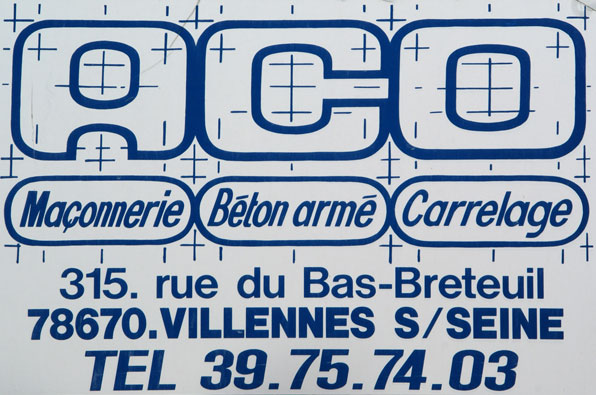 ACO
Maçonnerie Béton armé Carrelage
315. rue du Bas-Breteuil
78670.VILLENNES S/SEINE
TEL 39.75.74.03